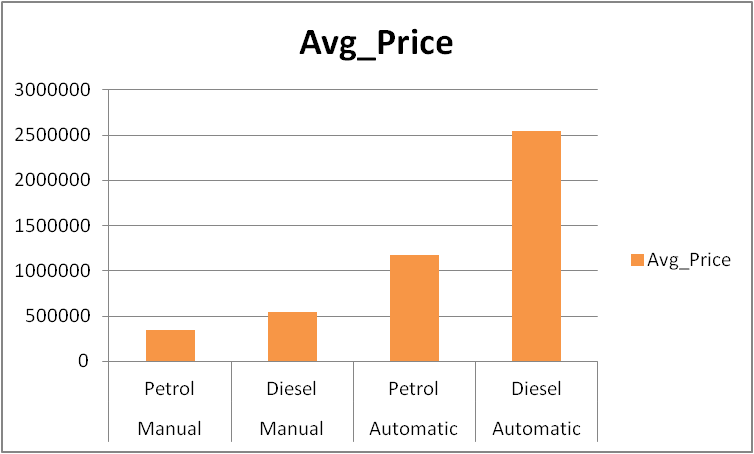 Avg_Price
3000000
2500000
2000000
1500000
1000000
500000
0
Avg_Price
Petrol Diesel Petrol Diesel
Manual Manual Automatic Automatic